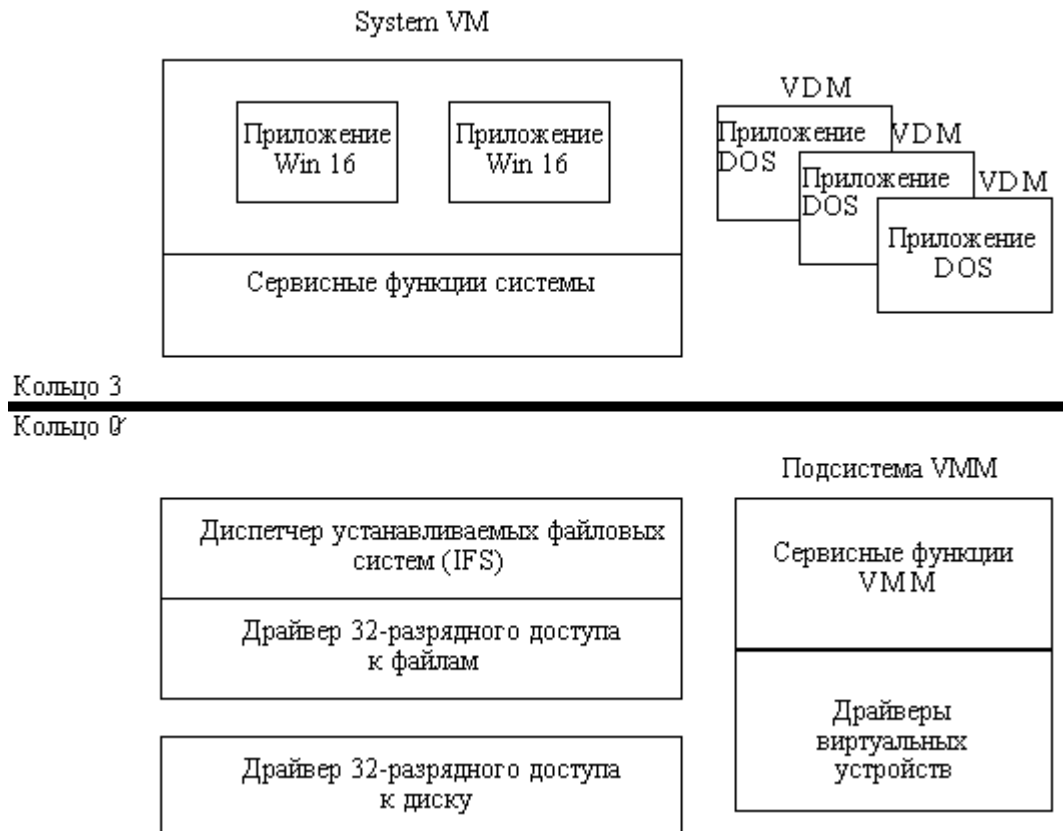 System VM
Приложение
Win 16
Приложение
Win 16
Сервисные функции системы
VDM
Приложение
DOS
VDM
Приложение
DOS
VDM
Приложение
DOS
Кольцо 3
Кольцо 0
Диспетчер устанавливаемых файловых
систем (IFS)
Драйвер 32-разрядного доступа
к файлам
Драйвер 32-разрядного доступа
к диску
Подсистема VMM
Сервисные функции
VMM
Драйверы
виртуальных
устройств